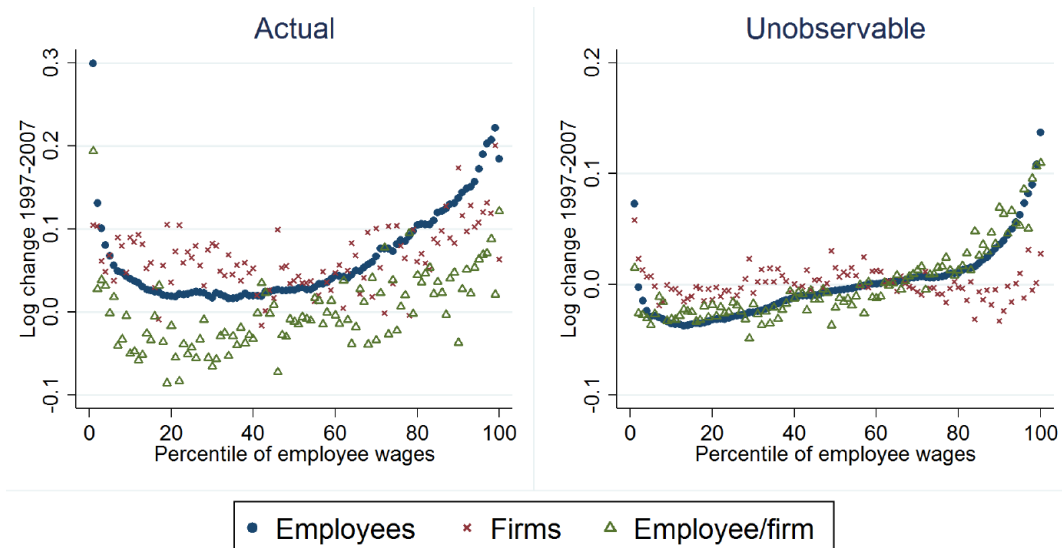 Actual
Log change 1997-2007
0.3
0.2
0.1
0.0
-0.1
0
20
40
60
80
100
Percentile of employee wages
Unobservable
Log change 1997-2007
0.2
0.1
0.0
-0.1
0
20
40
60
80
100
Percentile of employee wages
Employees
Firms
Employee/firm